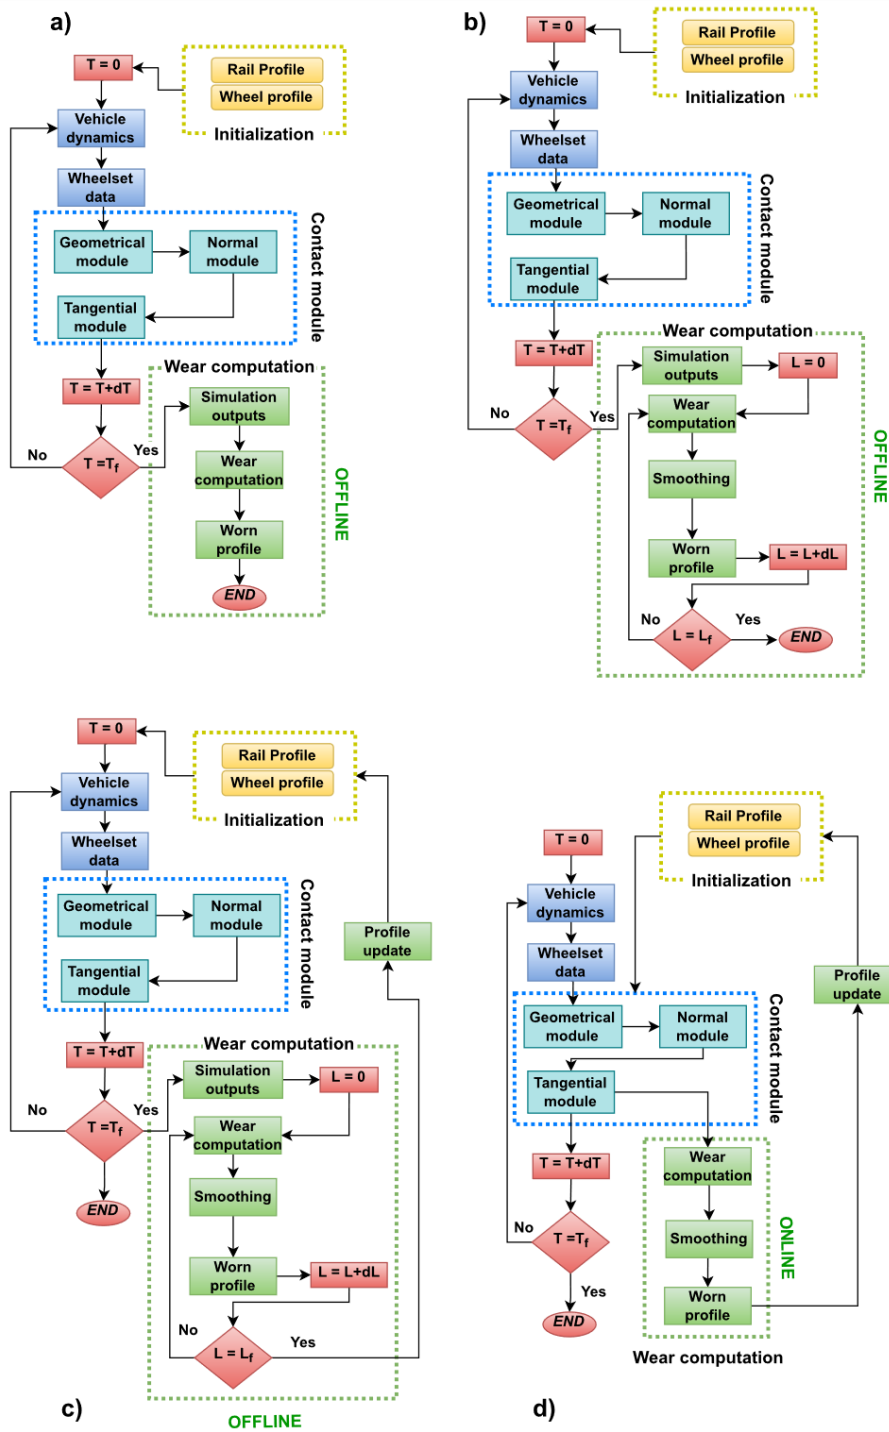 a)
T = 0
Rail Profile
Wheel profile
Initialization
Vehicle
dynamics
Wheelset
data
Contact module
Geometrical
module
Normal
module
Tangential
module
T = T+dT
Wear computation
Simulation
outputs
No
T =Tf
Yes
Wear
computation
OFFLINE
Worn
profile
END
b)
T = 0
Rail Profile
Wheel profile
Initialization
Vehicle
dynamics
Wheelset
data
Contact module
Geometrical
module
Normal
module
Tangential
module
Wear computation
T = T+dT
Simulation
outputs
L = 0
No
T =Tf
Yes
Wear
computation
OFFLINE
Smoothing
Worn
profile
L = L+dL
No
L = Lf
Yes
END
T = 0
Rail Profile
Wheel profile
Initialization
Vehicle
dynamics
Wheelset
data
Contact module
Geometrical
module
Normal
module
Tangential
module
Profile
update
T = T+dT
Wear computation
Simulation
outputs
L = 0
No
T =Tf
Yes
Wear
computation
END
Smoothing
Worn
profile
L = L+dL
No
L = Lf
Yes
c)
OFFLINE
T = 0
Rail Profile
Wheel profile
Initialization
Vehicle
dynamics
Wheelset
data
Contact module
Geometrical
module
Normal
module
Tangential
module
Profile
update
T = T+dT
Wear
computation
No
T =Tf
Yes
Smoothing
ONLINE
Worn
profile
END
Wear computation
d)